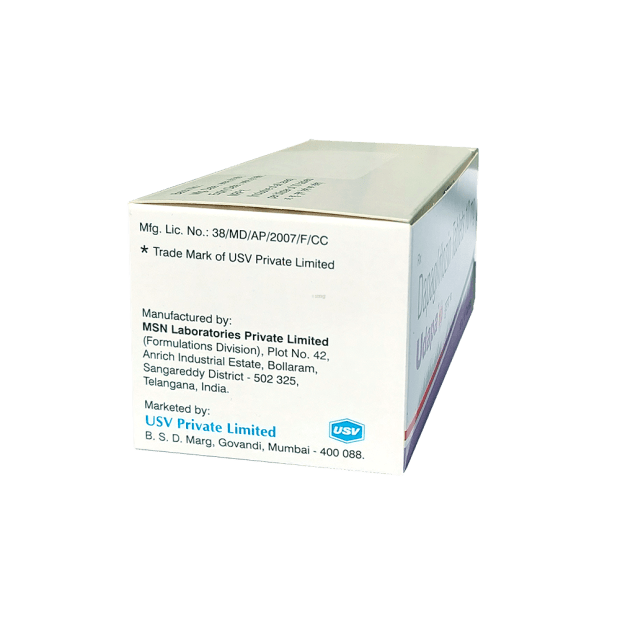 Mfg. Lic. No.: 38/MD/AP/2007/F/CC
* Trade Mark of USV Private Limited
Manufactured by:
MSN Laboratories Private Limited
(Formulations Division), Plot No. 42,
Anrich Industrial Estate, Bollaram,
Sangareddy District - 502 325,
Telangana, India.
Marketed by:
USV Private Limited
USV
B. S. D. Marg, Govandi, Mumbai - 400 088.
Dapagliflozin Tablets